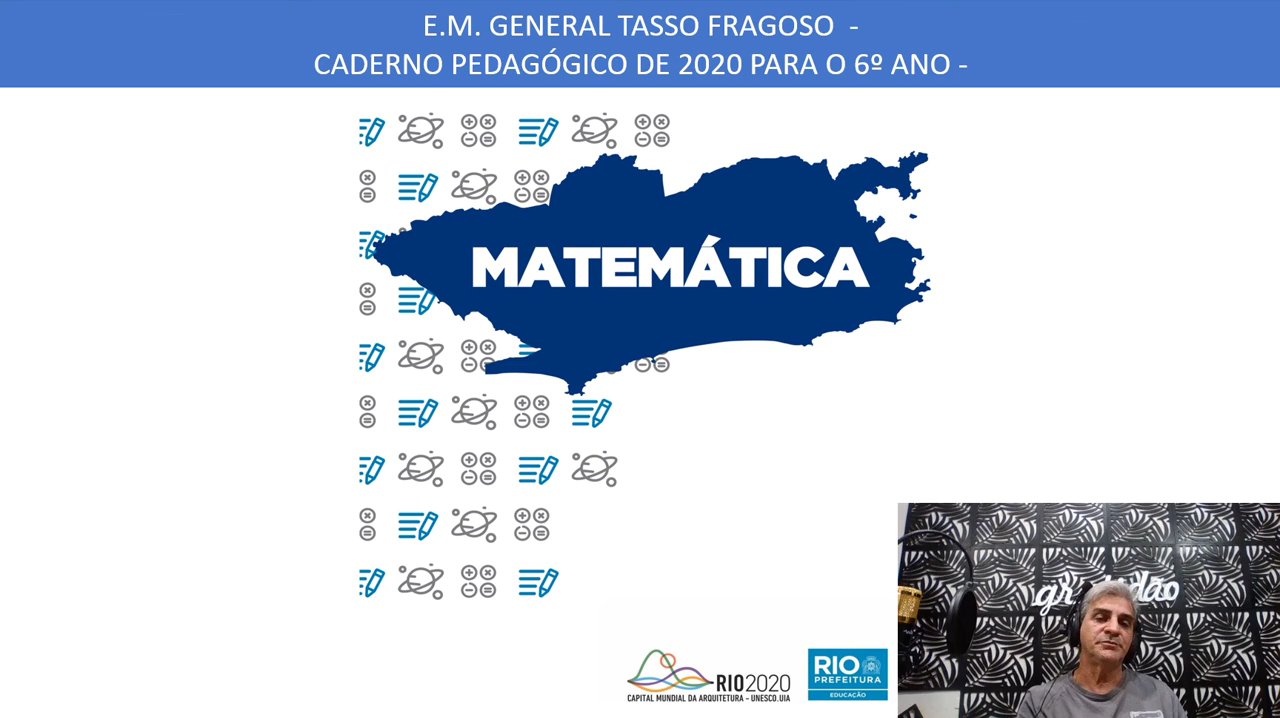 E.M. GENERAL TASSO FRAGOSO -
CADERNO PEDAGÓGICO DE 2020 PARA O 6º ANO -
MATEMÁTICA
RIO2020
CAPITAL MUNDIAL DA ARQUITETURA - UNESCO.UIA
RIO
PREFEITURA
EDUCAÇÃO
gratidão